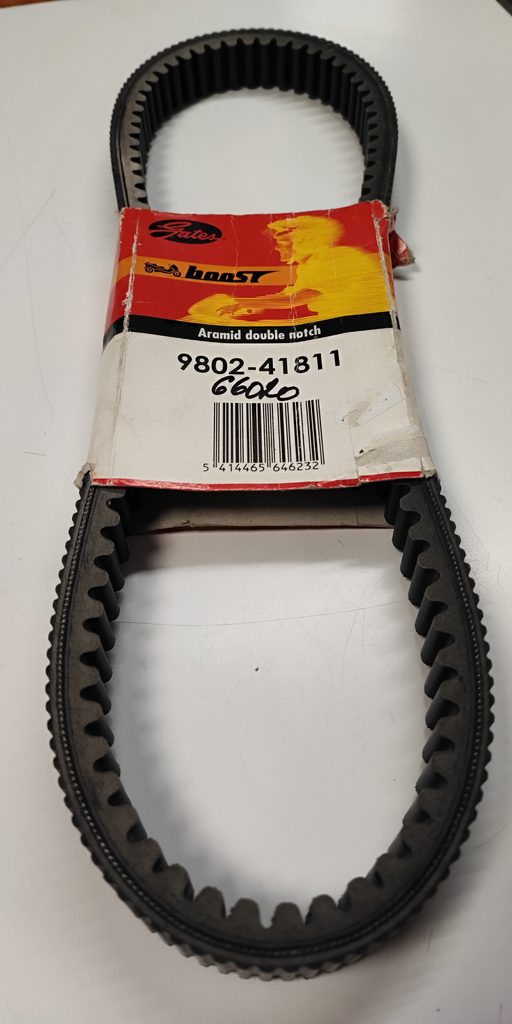 Gates
boost
Aramid double notch
9802-41811
66020
5 414465 646232